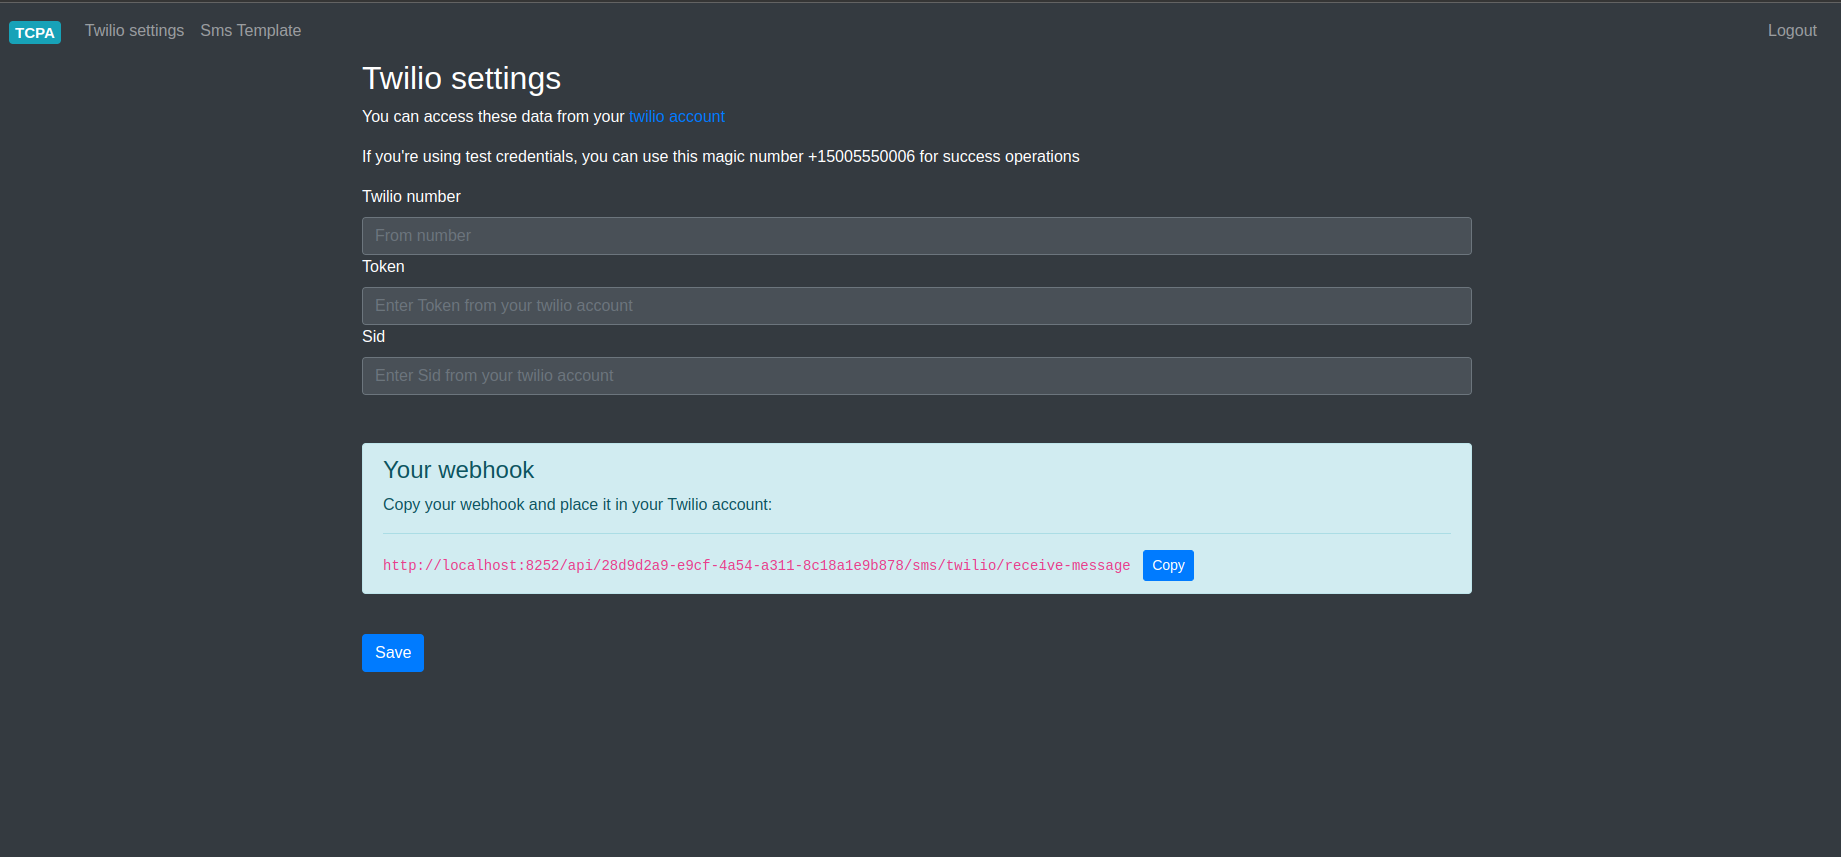 TCPA Twilio settings Sms Template Logout
Twilio settings
You can access these data from your twilio account
If you're using test credentials, you can use this magic number +15005550006 for success operations
Twilio number
From number
Token
Enter Token from your twilio account
Sid
Enter Sid from your twilio account
Your webhook
Copy your webhook and place it in your Twilio account:
http://localhost:8252/api/28d9d2a9-e9cf-4a54-a311-8c18a1e9b878/sms/twilio/receive-message Copy
Save